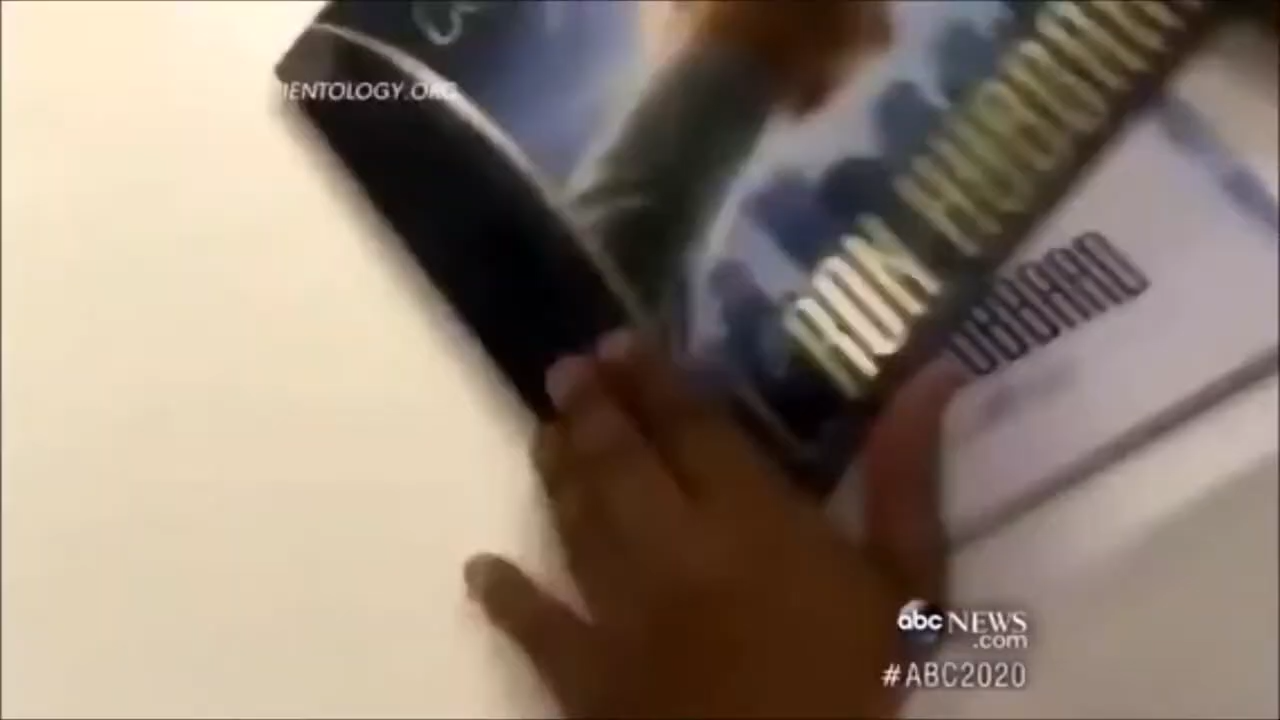 IENTOLOGY.ORG
RON HUBBARD
UBBARD
abc NEWS
.com
#ABC2020